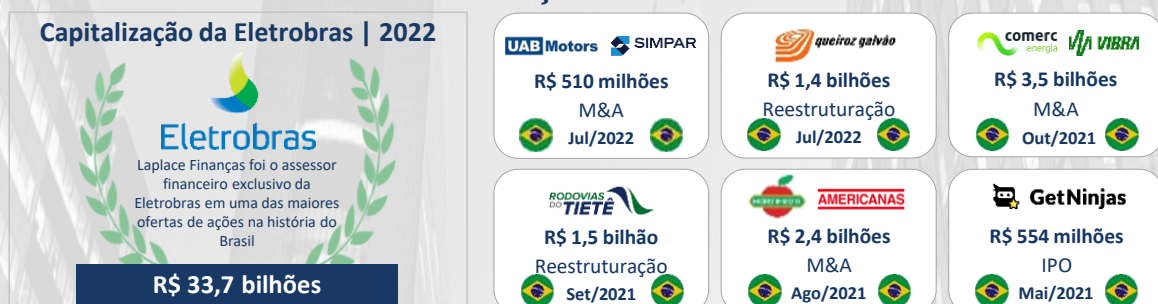 Capitalização da Eletrobras | 2022
Eletrobras
Laplace Finanças foi o assessor
financeiro exclusivo da
Eletrobras em uma das maiores
ofertas de ações na história do
Brasil
R$ 33,7 bilhões
UAB Motors SIMPAR
R$ 510 milhões
M&A
Jul/2022
queiroz galvão
R$ 1,4 bilhões
Reestruturação
Jul/2022
comerc
energia
VIBRA
R$ 3,5 bilhões
M&A
Out/2021
RODOVIAS
DO TIETÊ
R$ 1,5 bilhão
Reestruturação
Set/2021
AMERICANAS
R$ 2,4 bilhões
M&A
Ago/2021
GetNinjas
R$ 554 milhões
IPO
Mai/2021